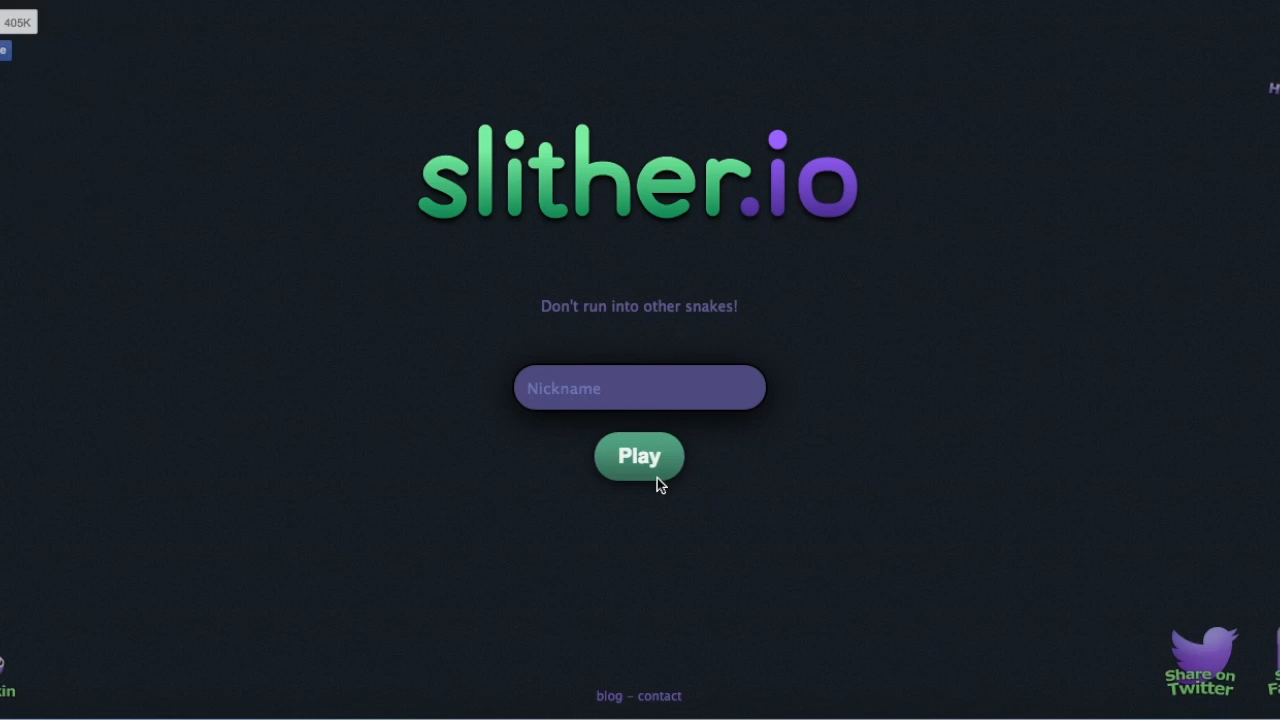 405K
slither.io
Don't run into other snakes!
Nickname
Play
Share on
Twitter
blog - contact